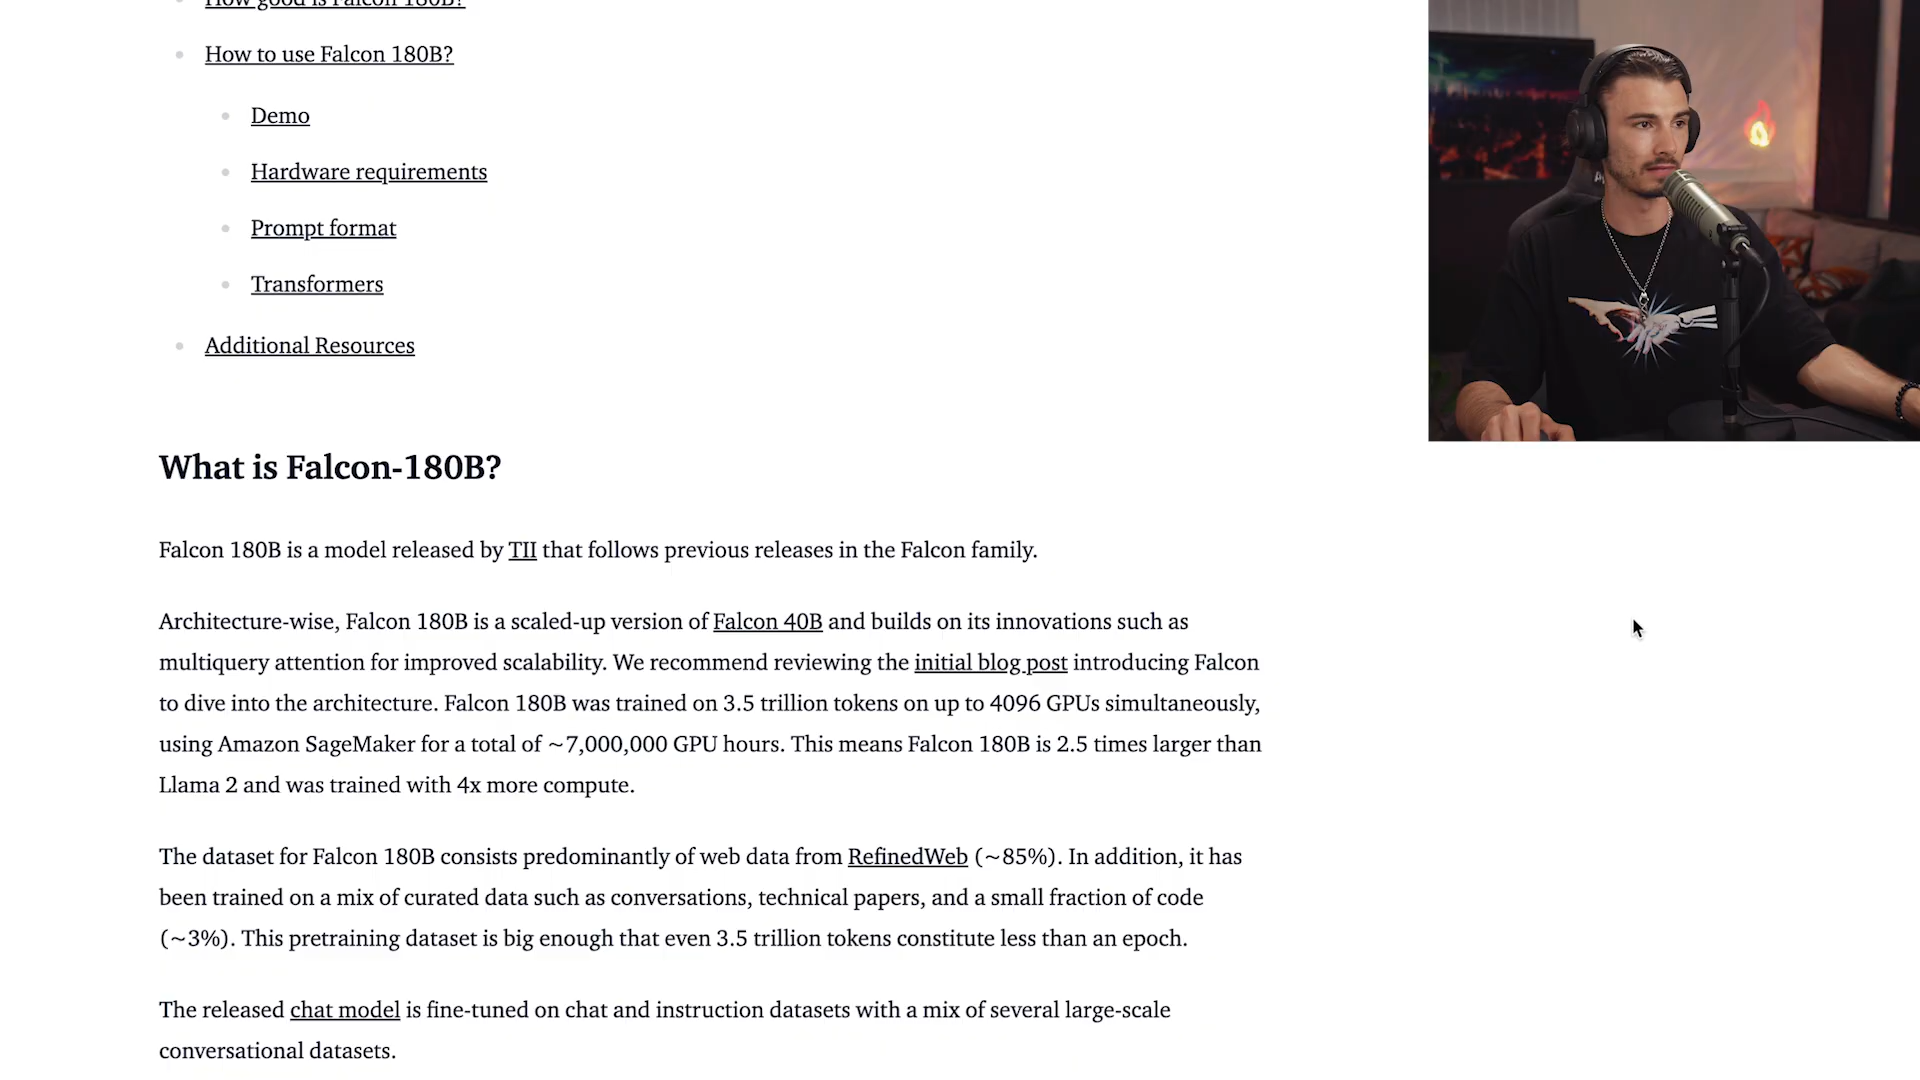 How good is Falcon 180B?
How to use Falcon 180B?
Demo
Hardware requirements
Prompt format
Transformers
Additional Resources
What is Falcon-180B?
Falcon 180B is a model released by TII that follows previous releases in the Falcon family.
Architecture-wise, Falcon 180B is a scaled-up version of Falcon 40B and builds on its innovations such as
multiquery attention for improved scalability. We recommend reviewing the initial blog post introducing Falcon
to dive into the architecture. Falcon 180B was trained on 3.5 trillion tokens on up to 4096 GPUs simultaneously,
using Amazon SageMaker for a total of ~7,000,000 GPU hours. This means Falcon 180B is 2.5 times larger than
Llama 2 and was trained with 4x more compute.
The dataset for Falcon 180B consists predominantly of web data from RefinedWeb (~85%). In addition, it has
been trained on a mix of curated data such as conversations, technical papers, and a small fraction of code
(~3%). This pretraining dataset is big enough that even 3.5 trillion tokens constitute less than an epoch.
The released chat model is fine-tuned on chat and instruction datasets with a mix of several large-scale
conversational datasets.